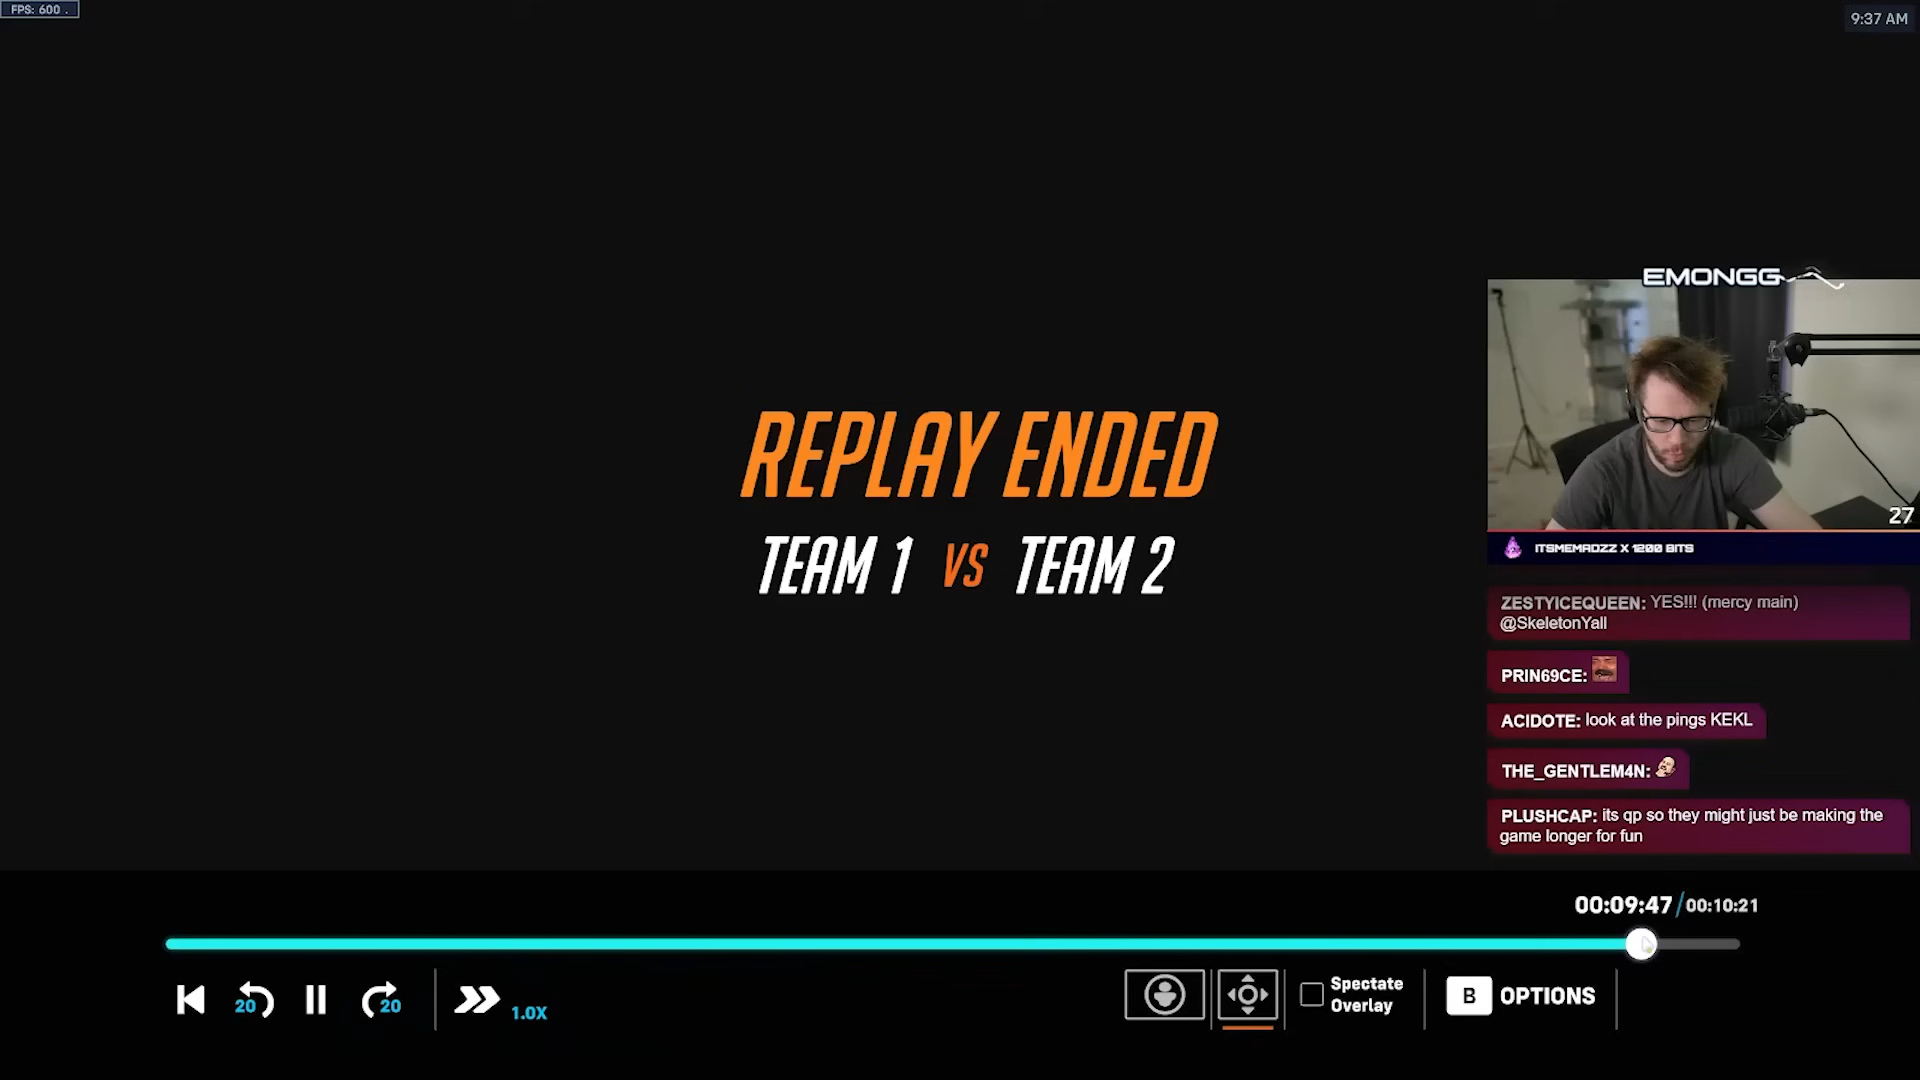 FPS: 600 .
9:37 AM
EMONGG
REPLAY ENDED
TEAM 1 VS TEAM 2
27
ITSMEMADZZ X 1200 BITS
ZESTYICEQUEEN: YES!!! (mercy main)
@SkeletonYall
PRIN69CE:
ACIDOTE: look at the pings KEKL
THE_GENTLEM4N:
PLUSHCAP: its qp so they might just be making the
game longer for fun
00:09:47/00:10:21
20
20
1.0X
Spectate
Overlay
B OPTIONS